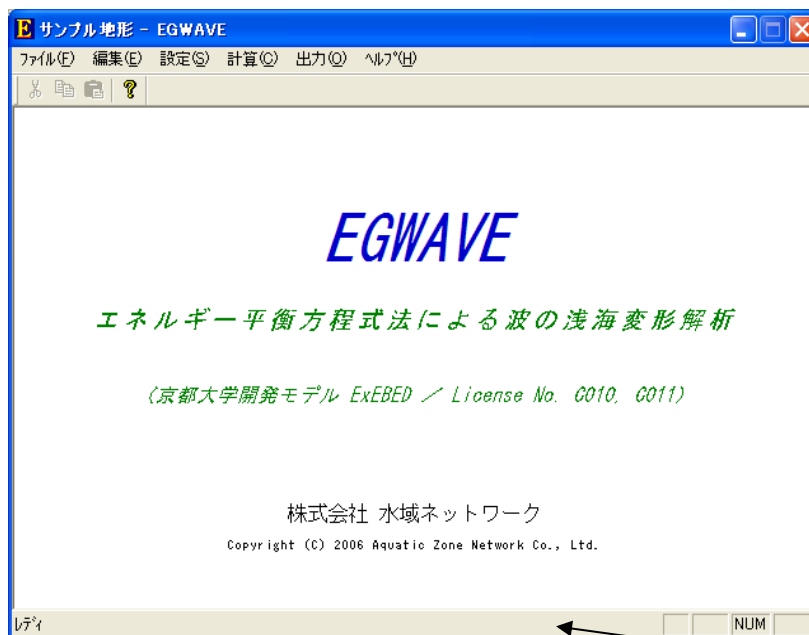 サンプル地形 - EGWAVE
ファイル(F) 編集(E) 設定(S) 計算(C) 出力(O) ヘルプ(H)
EGWAVE
エネルギー平衡方程式法による波の浅海変形解析
(京都大学開発モデル ExEBED / License No. C010, C011)
株式会社 水域ネットワーク
Copyright (C) 2006 Aquatic Zone Network Co., Ltd.
レディ NUM